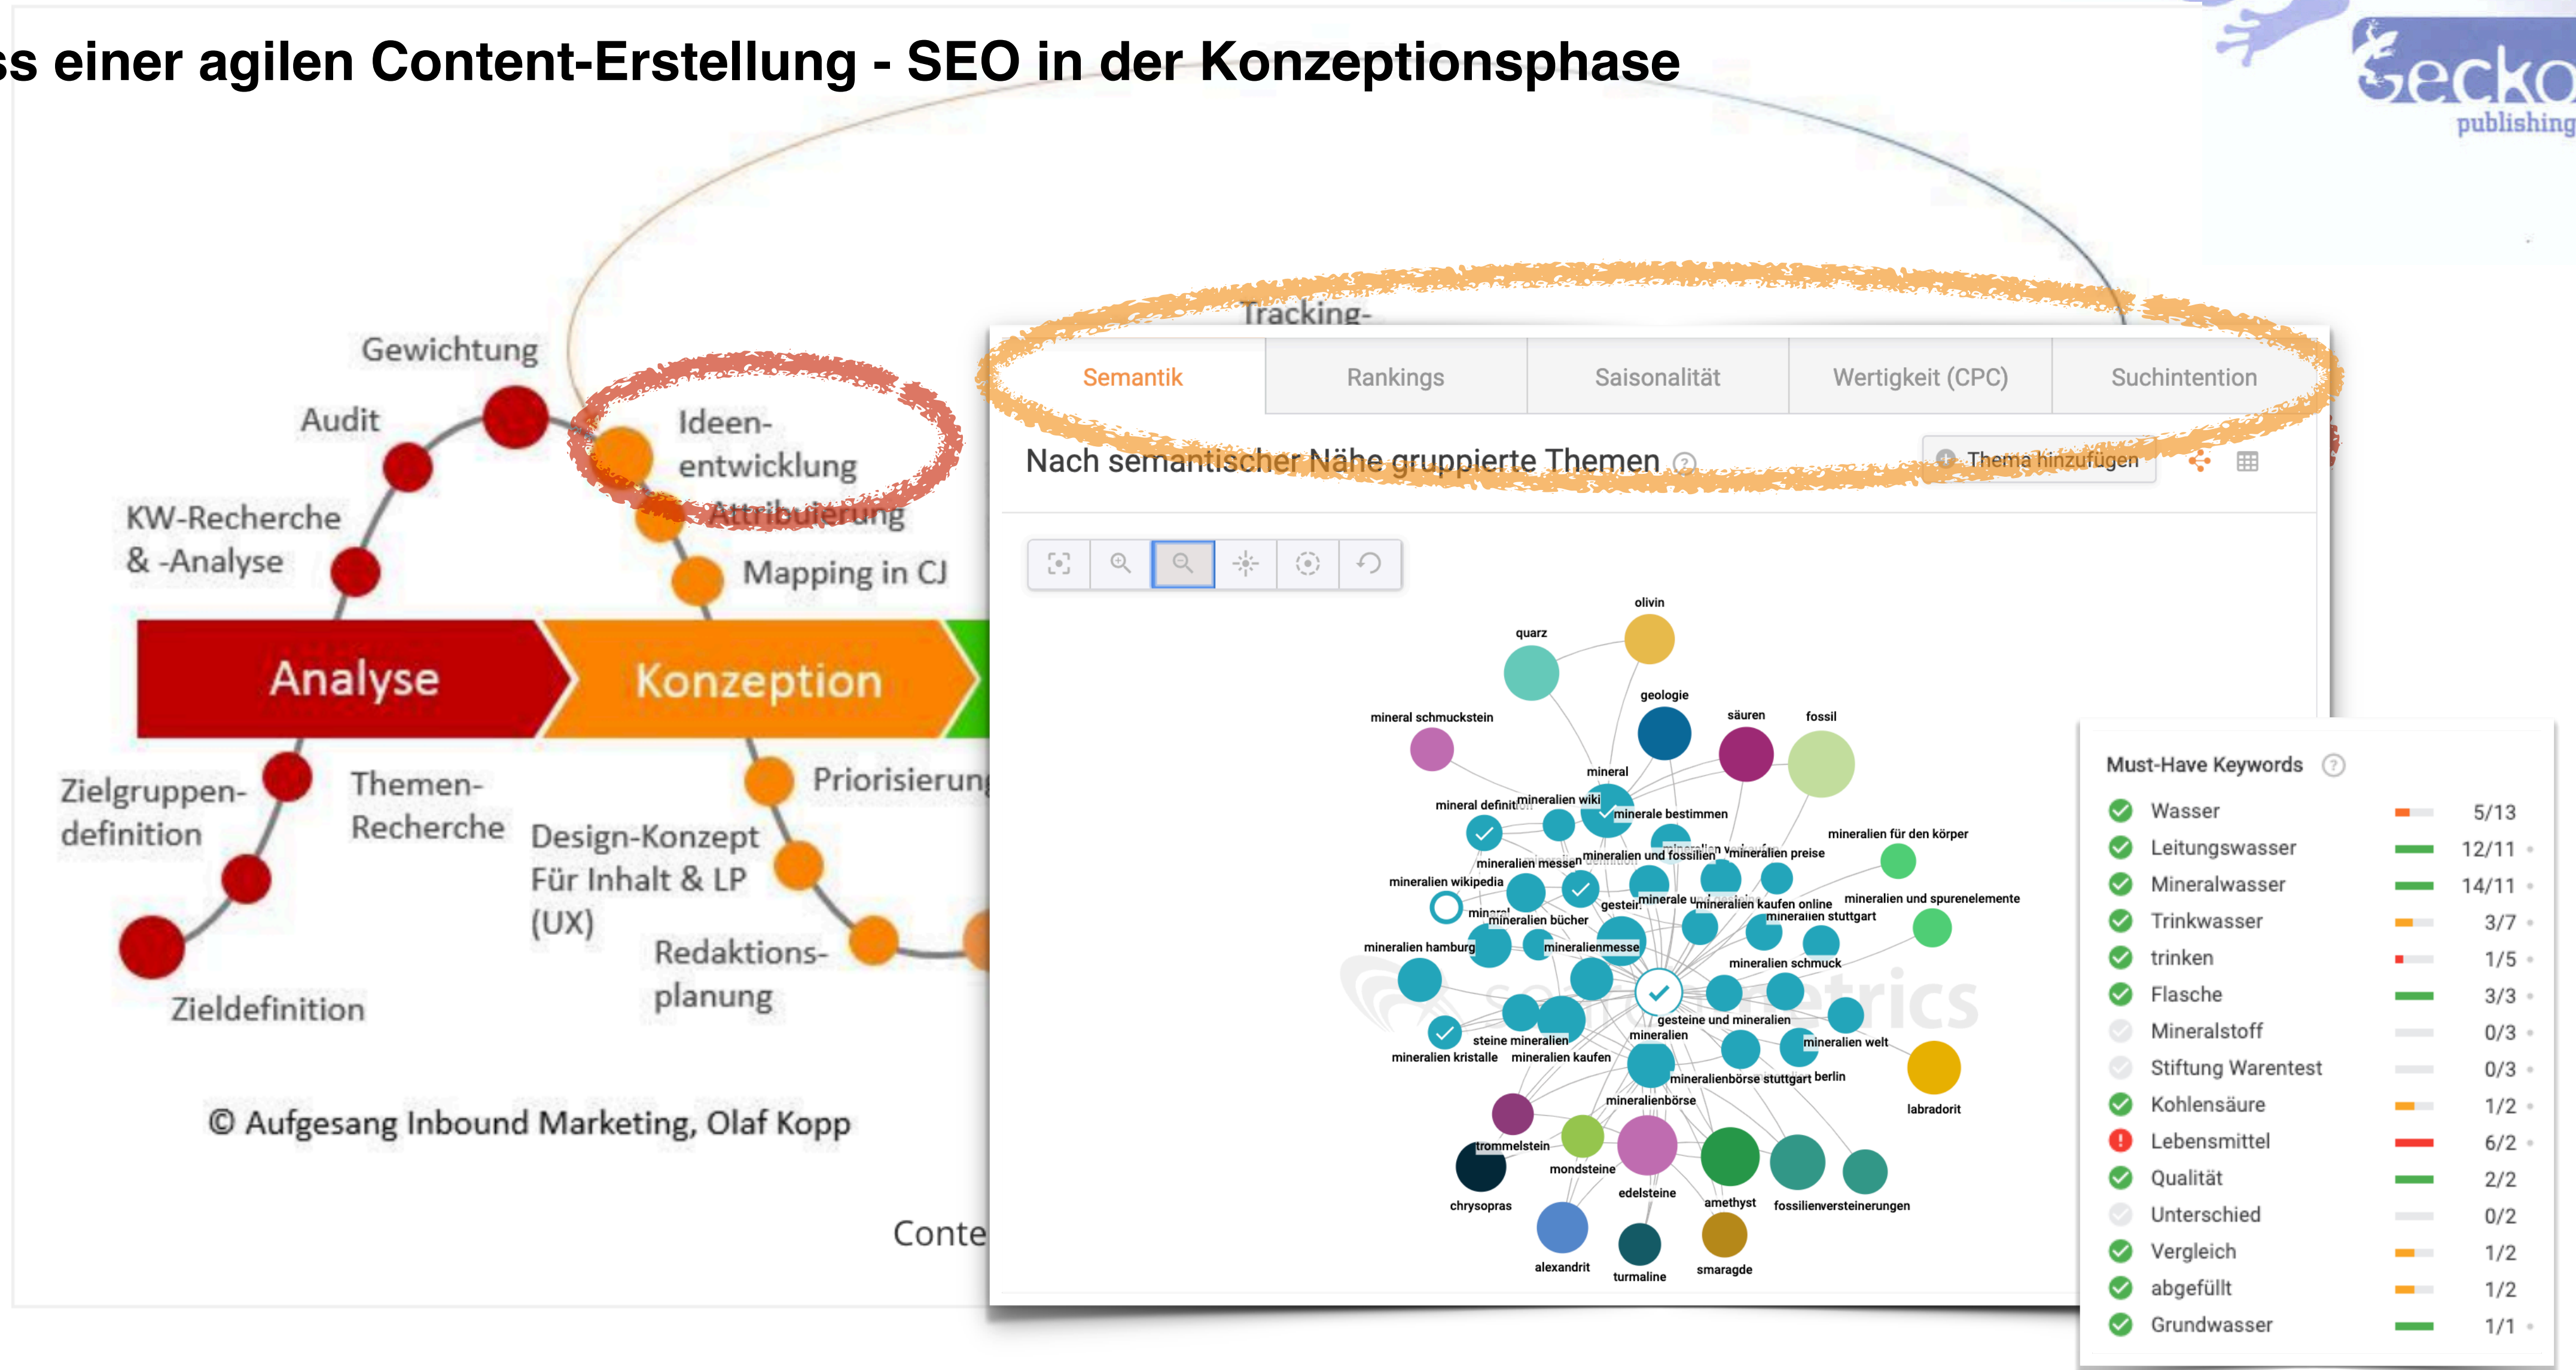 ss einer agilen Content-Erstellung - SEO in der Konzeptionsphase
Gecko
publishing
Tracking-
Gewichtung
Audit
KW-Recherche
& -Analyse
Ideen-
entwicklung
Attribuierung
Mapping in CJ
Analyse
Konzeption
Zielgruppen-
definition
Themen-
Recherche
Priorisierung
Design-Konzept
Für Inhalt & LP
(UX)
Redaktions-
planung
Zieldefinition
© Aufgesang Inbound Marketing, Olaf Kopp
Conte
Semantik
Rankings
Saisonalität
Wertigkeit (CPC)
Suchintention
Nach semantischer Nähe gruppierte Themen ?
+ Thema hinzufügen
olivin
quarz
geologie
mineral schmuckstein
säuren
fossil
mineral
mineral definit
mineralien wiki
minerale bestimmen
mineralien für den körper
mineralien messe
mineralien und fossilien
mineralien preise
mineralien wikipedia
gestein
minerale u
mineralien kaufen online
mineralien und spurenelemente
mineral
mineralien bücher
mineralien stuttgart
mineralien hamburg
mineralienmesse
mineralien schmuck
searchmetrics
gesteine und mineralien
mineralien
steine mineralien
mineralien welt
mineralien kristalle
mineralien kaufen
mineralienbörse stuttgart
berlin
mineralienbörse
labradorit
trommelstein
mondsteine
edelsteine
amethyst
chrysopras
fossilien
versteinerungen
alexandrit
turmaline
smaragde
Must-Have Keywords ?
Wasser 5/13
Leitungswasser 12/11
Mineralwasser 14/11
Trinkwasser 3/7
trinken 1/5
Flasche 3/3
Mineralstoff 0/3
Stiftung Warentest 0/3
Kohlensäure 1/2
Lebensmittel 6/2
Qualität 2/2
Unterschied 0/2
Vergleich 1/2
abgefüllt 1/2
Grundwasser 1/1